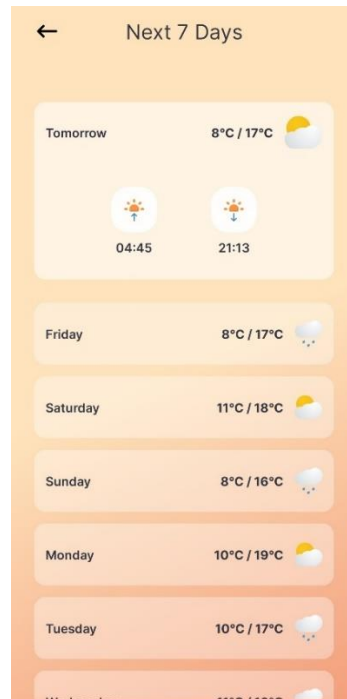 Next 7 Days
Tomorrow 8°C / 17°C
04:45 21:13
Friday 8°C / 17°C
Saturday 11°C / 18°C
Sunday 8°C / 16°C
Monday 10°C / 19°C
Tuesday 10°C / 17°C